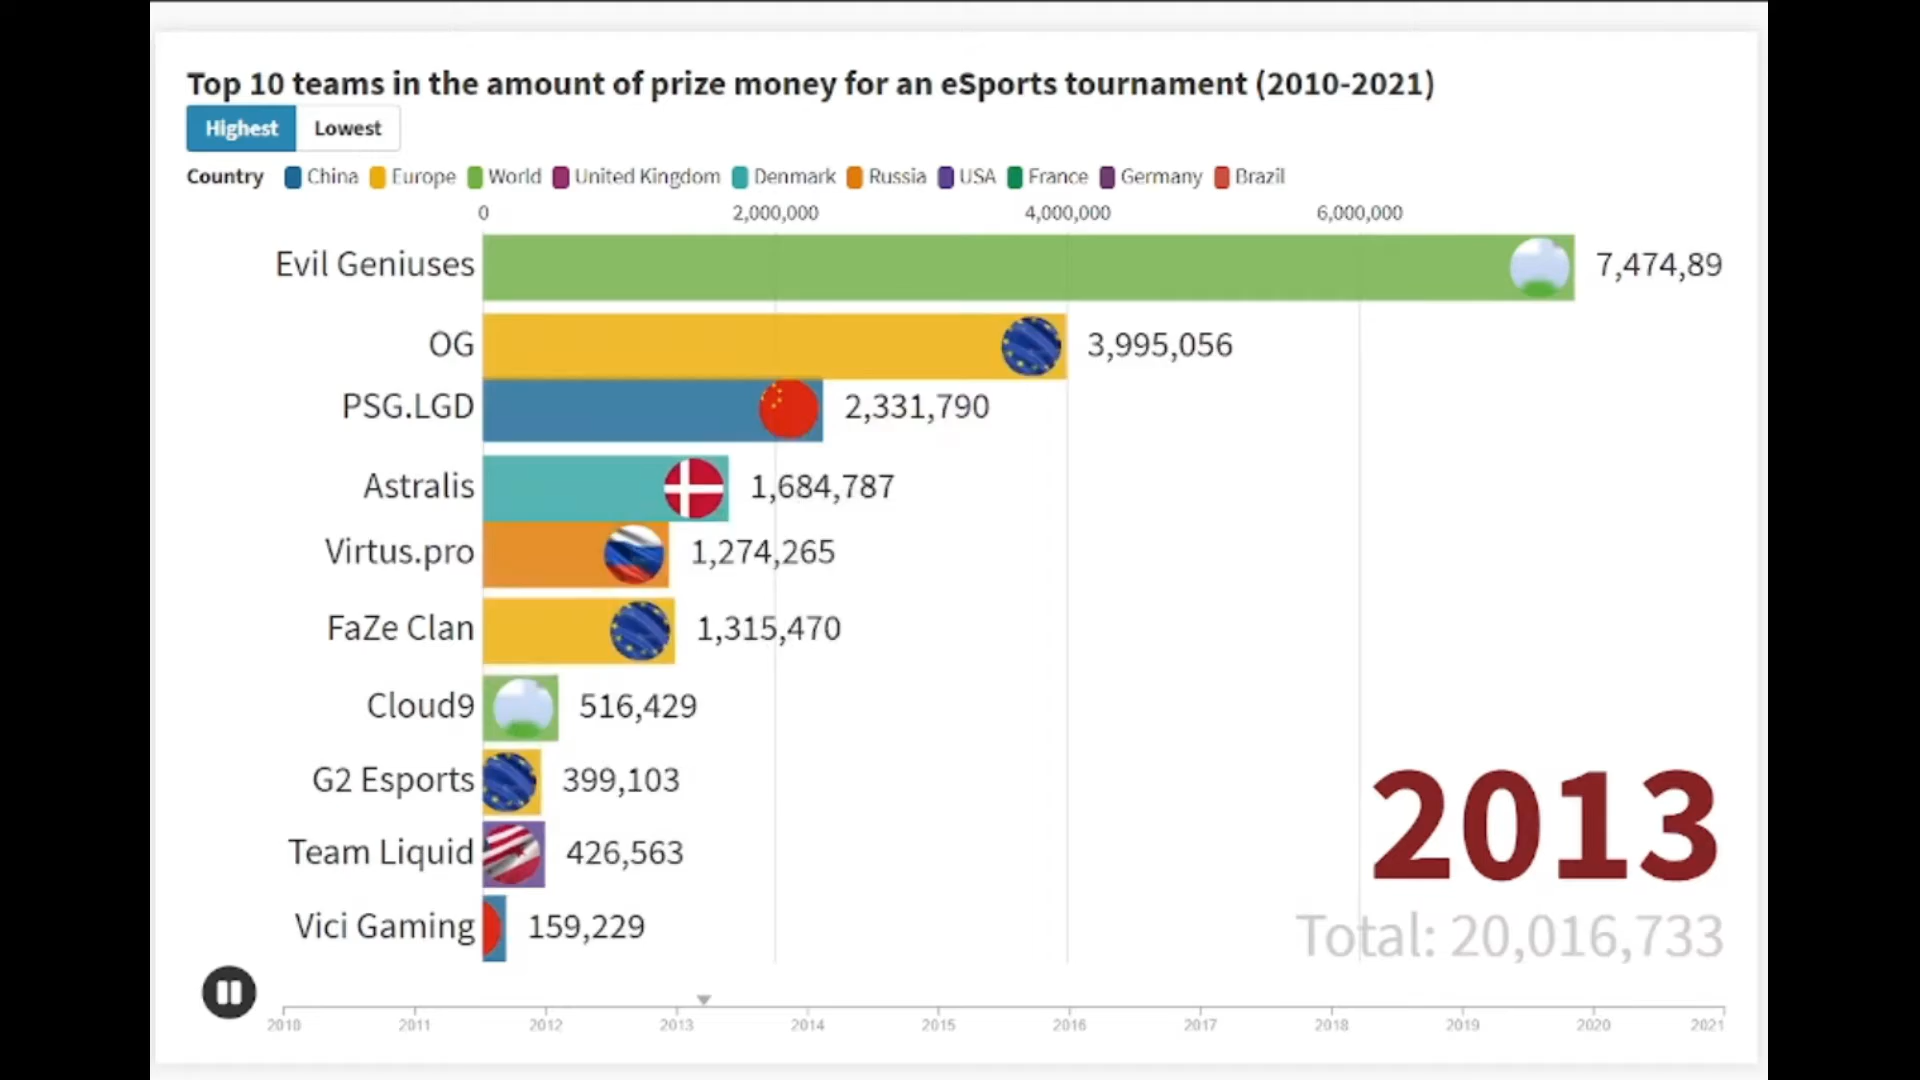 Top 10 teams in the amount of prize money for an eSports tournament (2010-2021)
Highest Lowest
Country China Europe World United Kingdom Denmark Russia USA France Germany Brazil
0 2,000,000 4,000,000 6,000,000
Evil Geniuses 7,474,89
OG 3,995,056
PSG.LGD 2,331,790
Astralis 1,684,787
Virtus.pro 1,274,265
FaZe Clan 1,315,470
Cloud9 516,429
G2 Esports 399,103
Team Liquid 426,563
Vici Gaming 159,229
2013
Total: 20,016,733
2010 2011 2012 2013 2014 2015 2016 2017 2018 2019 2020 2021